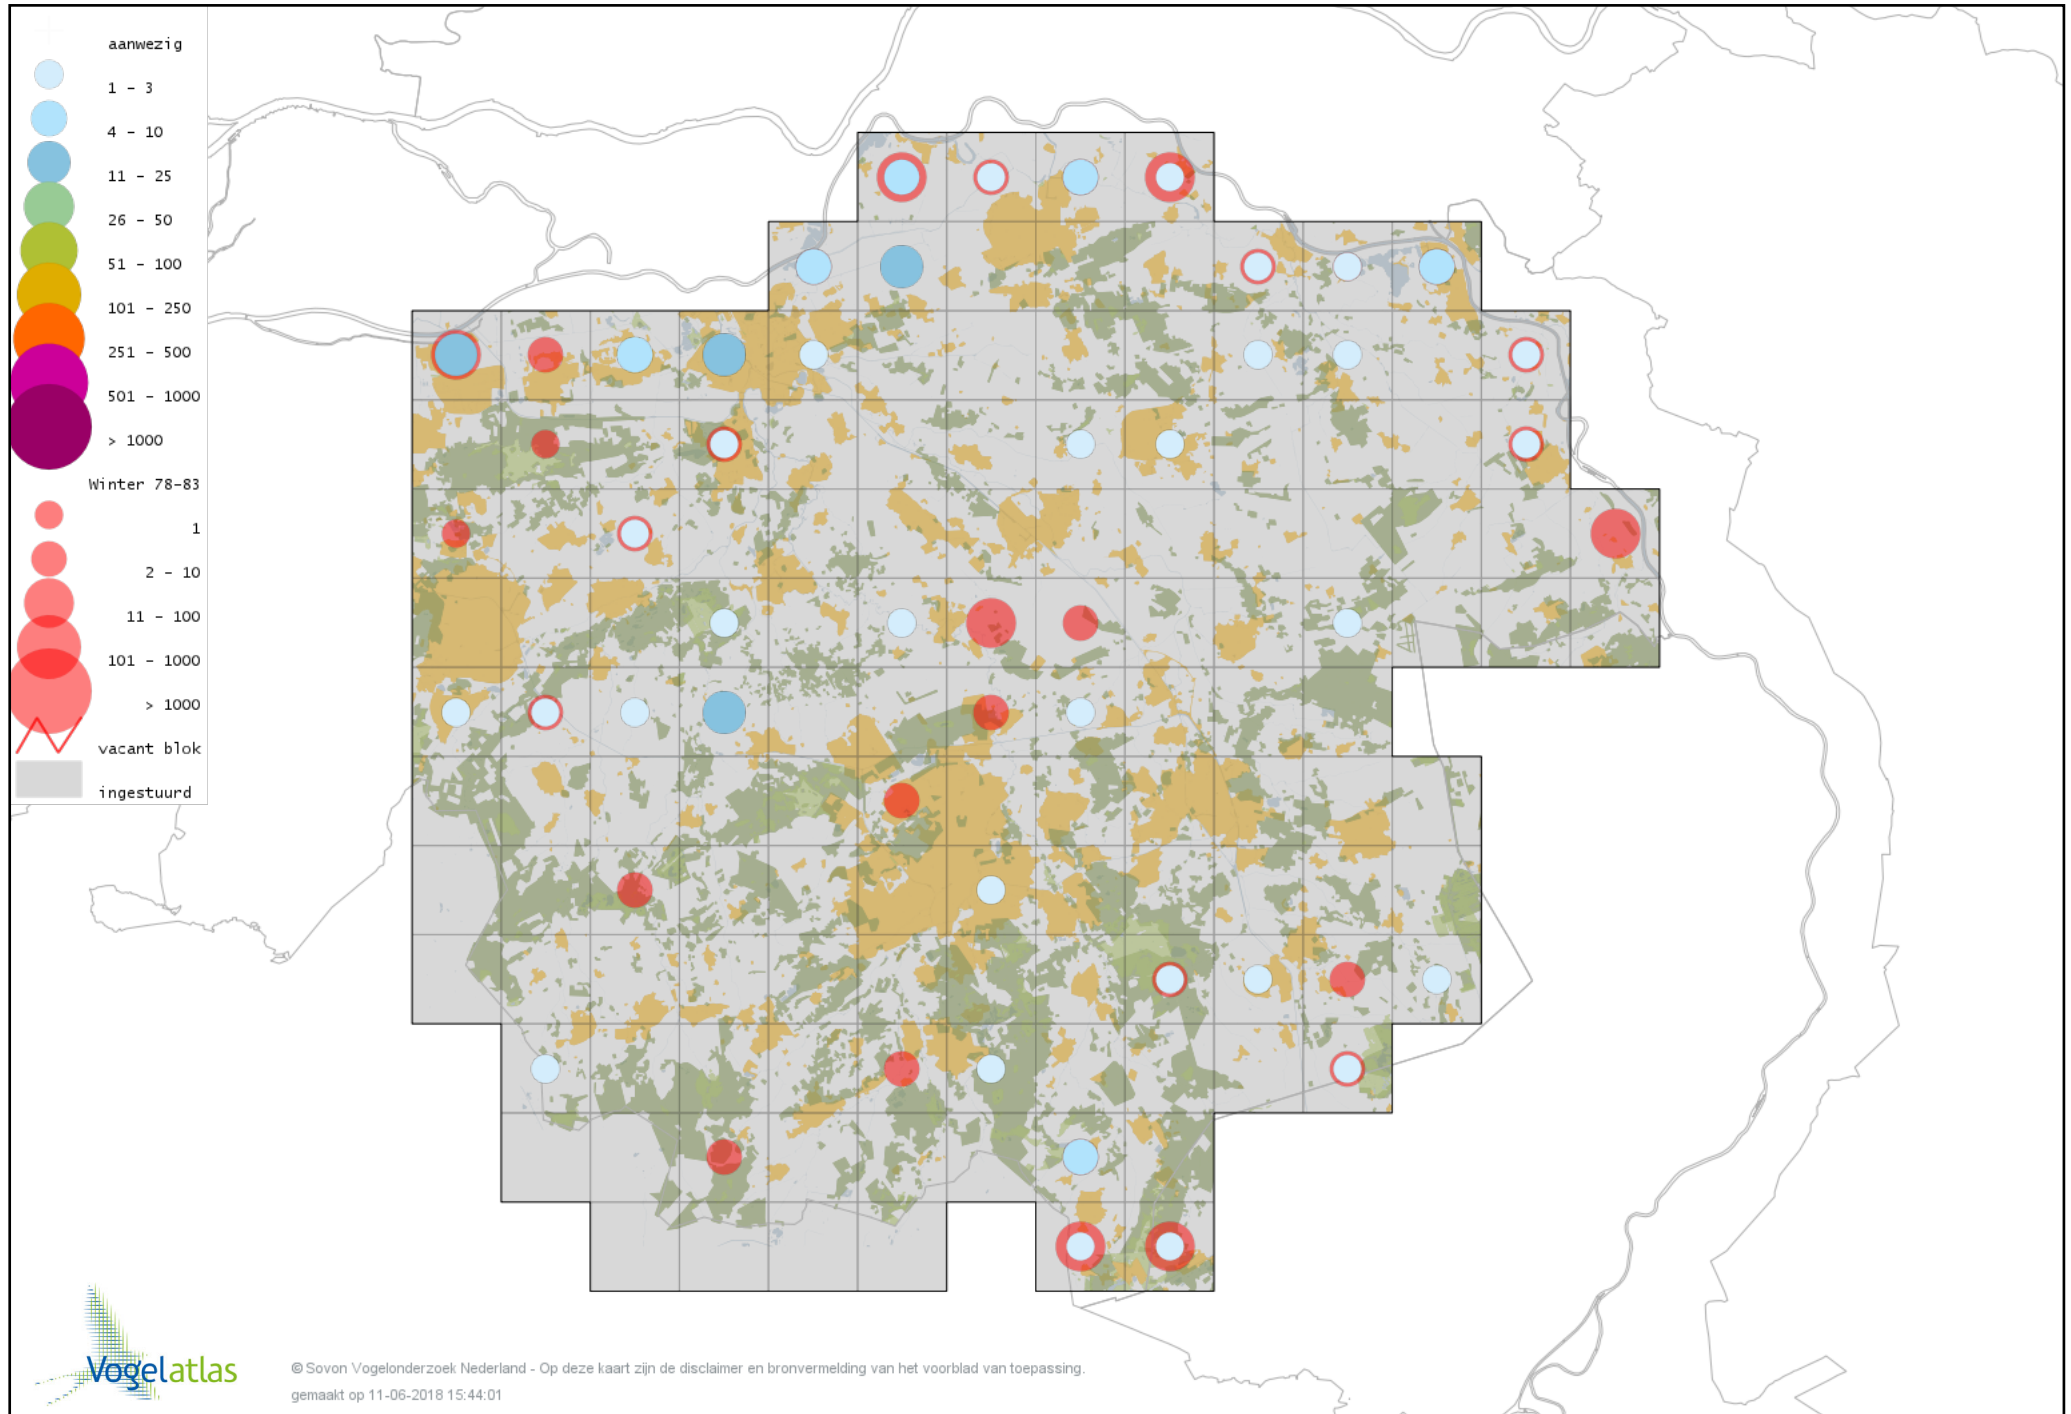 aanwezig
1 - 3
4 - 10
11 - 25
26 - 50
51 - 100
101 - 250
251 - 500
501 - 1000
> 1000
Winter 78-83
1
2 - 10
11 - 100
101 - 1000
> 1000
vacant blok
ingestuurd
Vogelatlas
© Sovon Vogelonderzoek Nederland - Op deze kaart zijn de disclaimer en bronvermelding van het voorblad van toepassing.
gemaakt op 11-06-2018 15:44:01